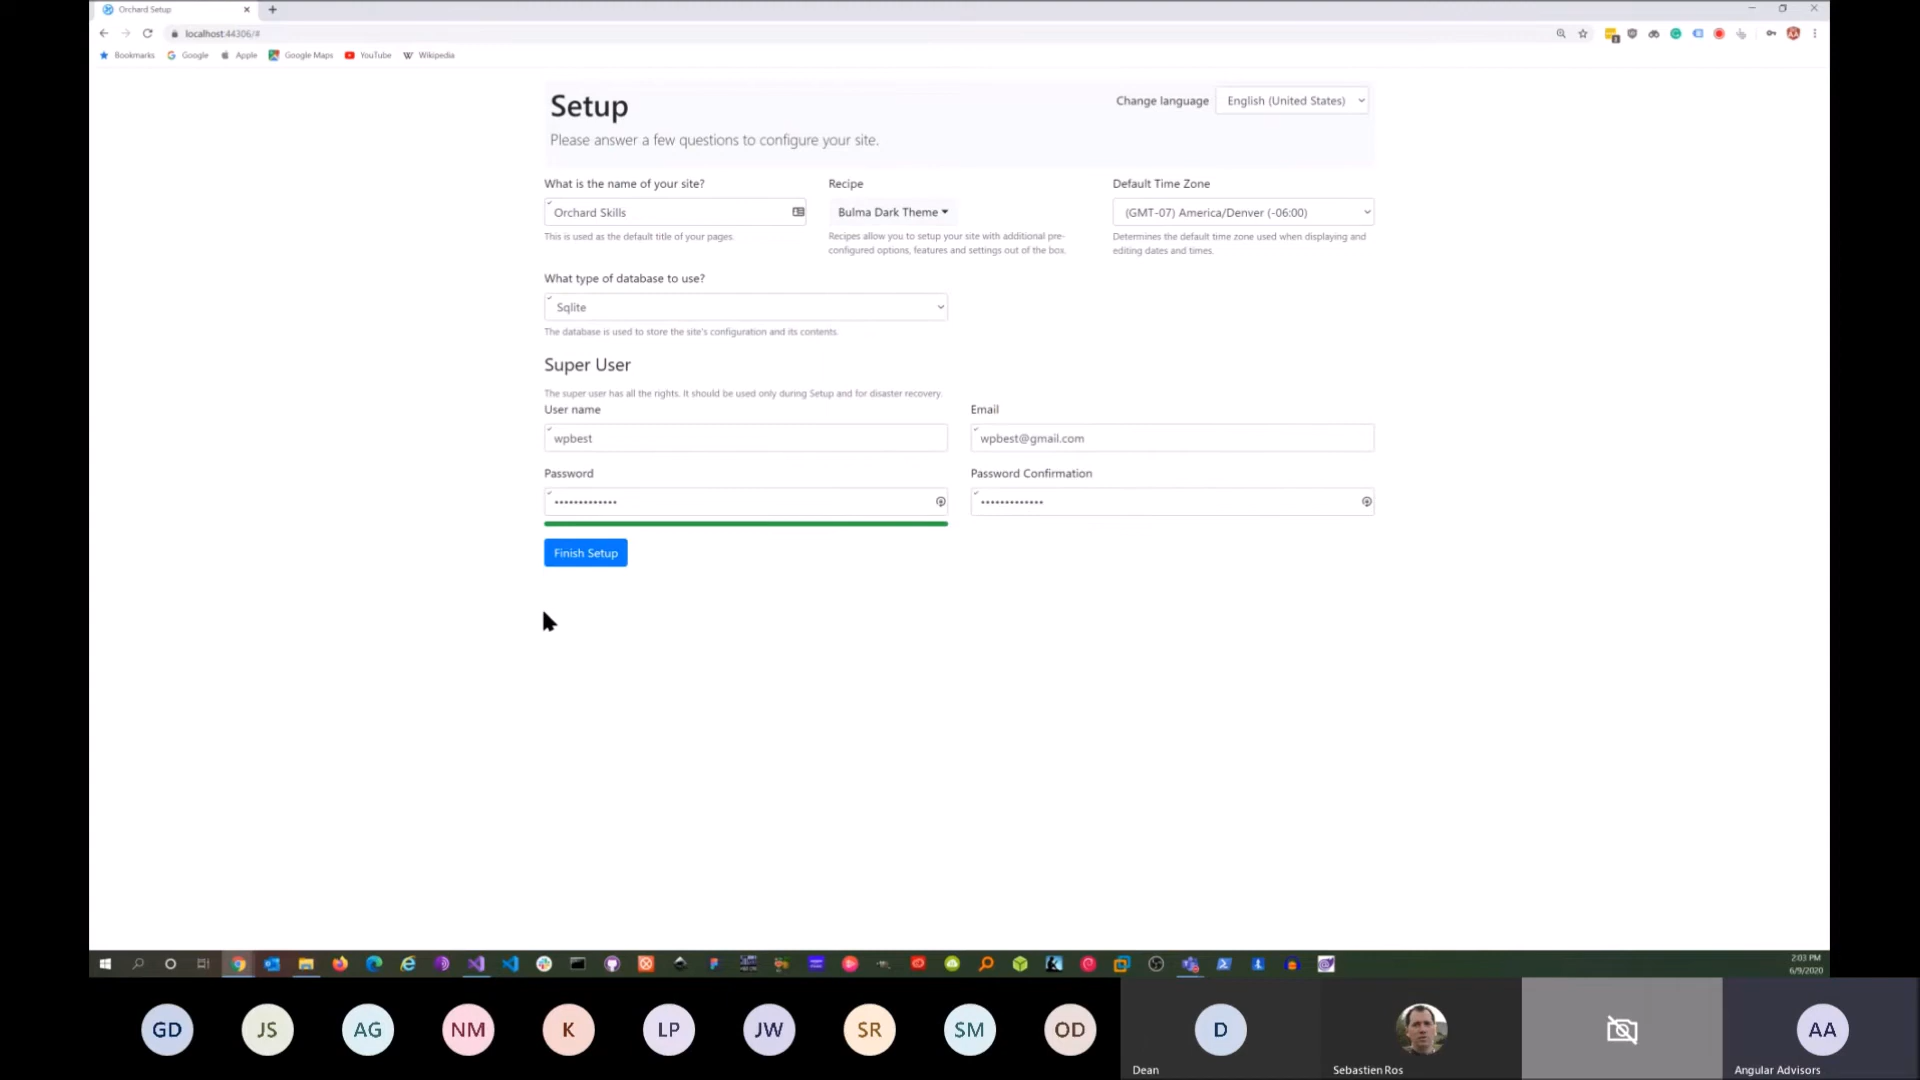 Orchard Setup
localhost:44306/#
Bookmarks Google Apple Google Maps YouTube Wikipedia
Setup
Change language English (United States)
Please answer a few questions to configure your site.
What is the name of your site? Recipe Default Time Zone
Orchard Skills Bulma Dark Theme (GMT-07) America/Denver (-06:00)
This is used as the default title of your pages. Recipes allow you to setup your site with additional pre- Determines the default time zone used when displaying and
configured options, features and settings out of the box. editing dates and times.
What type of database to use?
Sqlite
The database is used to store the site's configuration and its contents.
Super User
The super user has all the rights. It should be used only during Setup and for disaster recovery.
User name Email
wpbest wpbest@gmail.com
Password Password Confirmation
Finish Setup
2:03 PM
6/9/2020
GD JS AG NM K LP JW SR SM OD D AA
Dean Sebastien Ros Angular Advisors